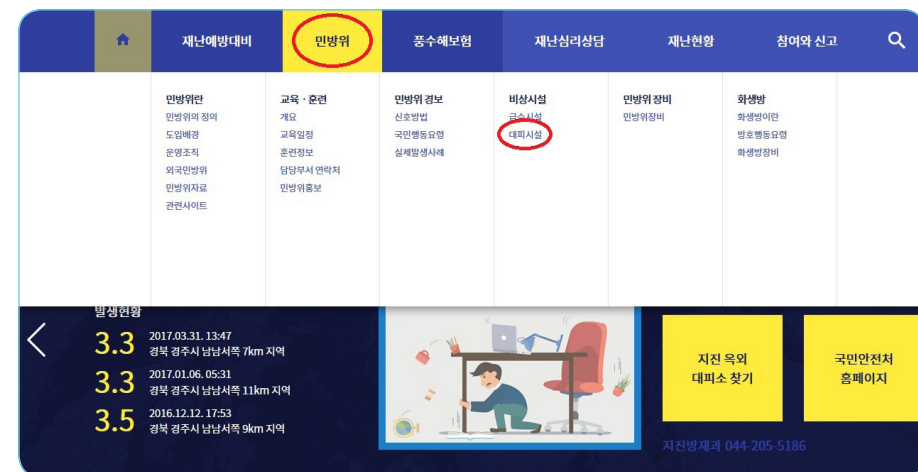 재난예방대비
민방위
풍수해보험
재난심리상담
재난현황
참여와 신고
민방위란
민방위의 정의
도입배경
운영조직
외국민방위
민방위자료
관련사이트
교육 · 훈련
개요
교육일정
훈련정보
담당부서 연락처
민방위홍보
민방위 경보
신호방법
국민행동요령
실제발생사례
비상시설
급수시설
대피시설
민방위 장비
민방위장비
화생방
화생방이란
방호행동요령
화생방장비
발생현황
3.3
2017.03.31. 13:47
경북 경주시 남남서쪽 7km 지역
3.3
2017.01.06. 05:31
경북 경주시 남남서쪽 11km 지역
3.5
2016.12.12. 17:53
경북 경주시 남남서쪽 9km 지역
지진 옥외
대피소 찾기
국민안전처
홈페이지
지진방재과 044-205-5186